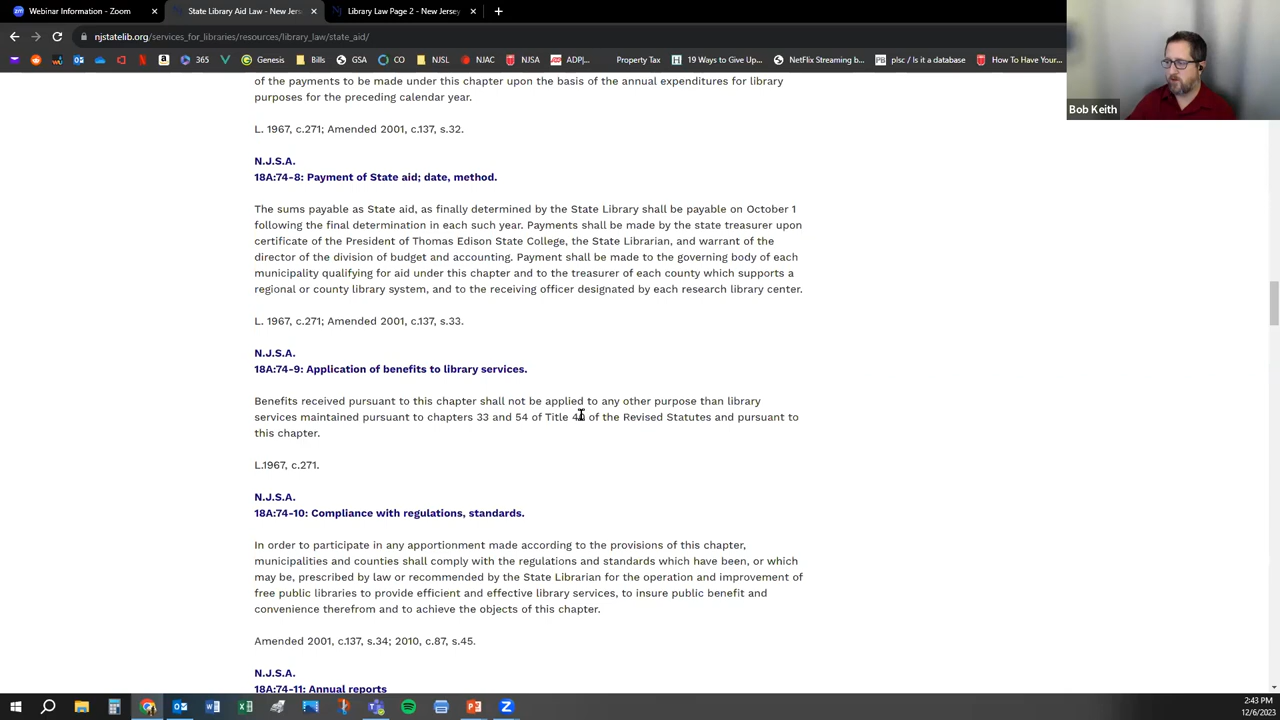 Webinar Information - Zoom
State Library Aid Law - New Jers
Library Law Page 2 - New Jersey
njstatelib.org/services_for_libraries/resources/library_law/state_aid/
365
Genesis
Bills
NJSL
GSA
CO
NJAC
NJSA
ADP|...
Property Tax
19 Ways to Give Up...
NetFlix Streaming b...
plsc / Is it a database
How To Have Your...
Bob Keith
of the payments to be made under this chapter upon the basis of the annual expenditures for library
purposes for the preceding calendar year.
L. 1967, c.271; Amended 2001, c.137, s.32.
N.J.S.A.
18A:74-8: Payment of State aid; date, method.
The sums payable as State aid, as finally determined by the State Library shall be payable on October 1
following the final determination in each such year. Payments shall be made by the state treasurer upon
certificate of the President of Thomas Edison State College, the State Librarian, and warrant of the
director of the division of budget and accounting. Payment shall be made to the governing body of each
municipality qualifying for aid under this chapter and to the treasurer of each county which supports a
regional or county library system, and to the receiving officer designated by each research library center.
L. 1967, c.271; Amended 2001, c.137, s.33.
N.J.S.A.
18A:74-9: Application of benefits to library services.
Benefits received pursuant to this chapter shall not be applied to any other purpose than library
services maintained pursuant to chapters 33 and 54 of Title of the Revised Statutes and pursuant to
this chapter.
L.1967, c.271.
N.J.S.A.
18A:74-10: Compliance with regulations, standards.
In order to participate in any apportionment made according to the provisions of this chapter,
municipalities and counties shall comply with the regulations and standards which have been, or which
may be, prescribed by law or recommended by the State Librarian for the operation and improvement of
free public libraries to provide efficient and effective library services, to insure public benefit and
convenience therefrom and to achieve the objects of this chapter.
Amended 2001, c.137, s.34; 2010, c.87, s.45.
N.J.S.A.
18A:74-11: Annual reports
2:43 PM
12/6/2023